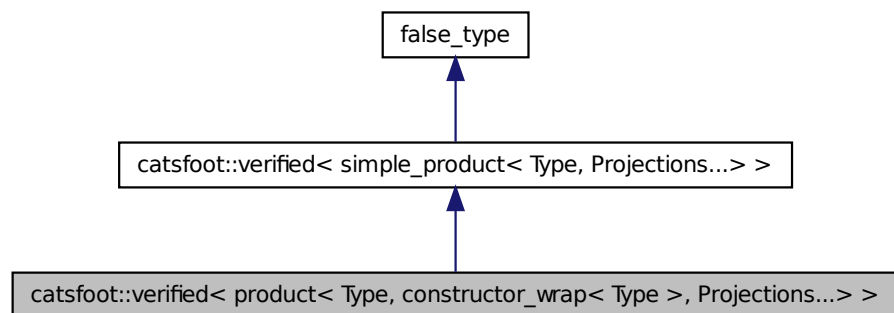 false_type
catsfoot::verified< simple_product< Type, Projections...> >
catsfoot::verified< product< Type, constructor_wrap< Type >, Projections...> >